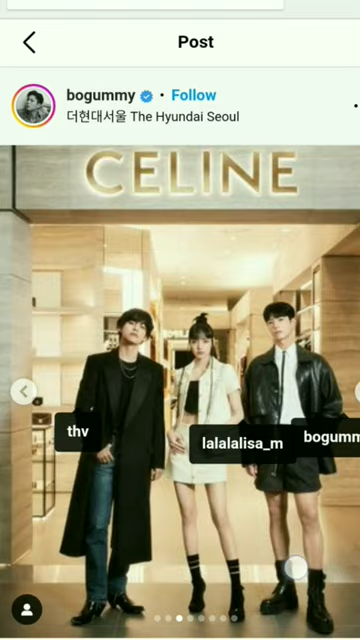 Post
bogummy • Follow
더현대서울 The Hyundai Seoul
CELINE
thv
lalalalisa_m
bogumm